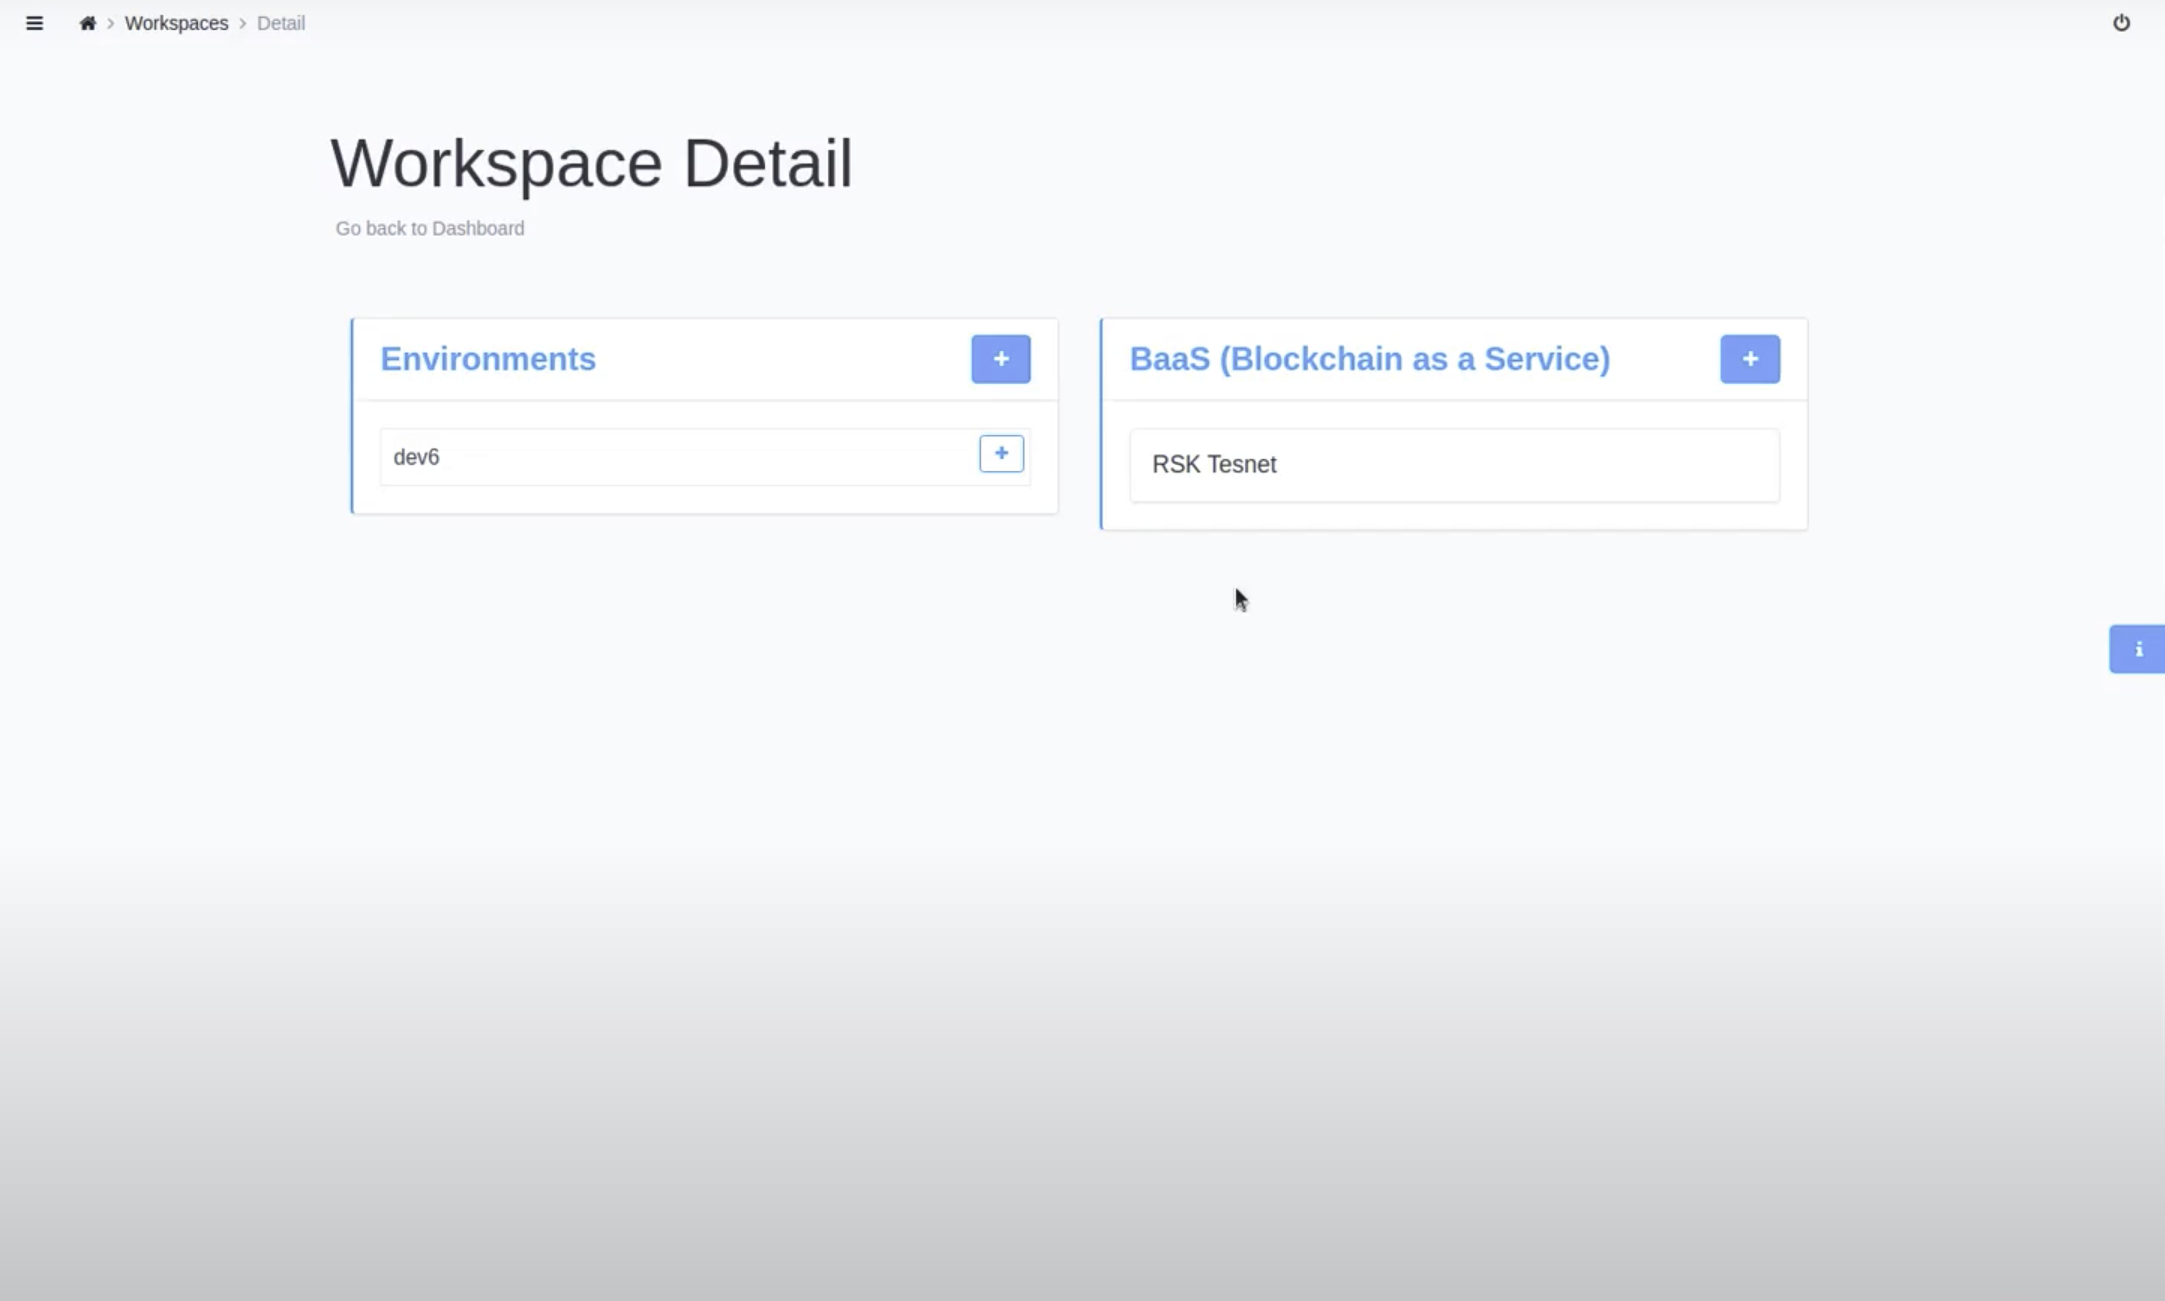 Workspaces > Detail
Workspace Detail
Go back to Dashboard
Environments +
dev6 +
BaaS (Blockchain as a Service) +
RSK Tesnet
i